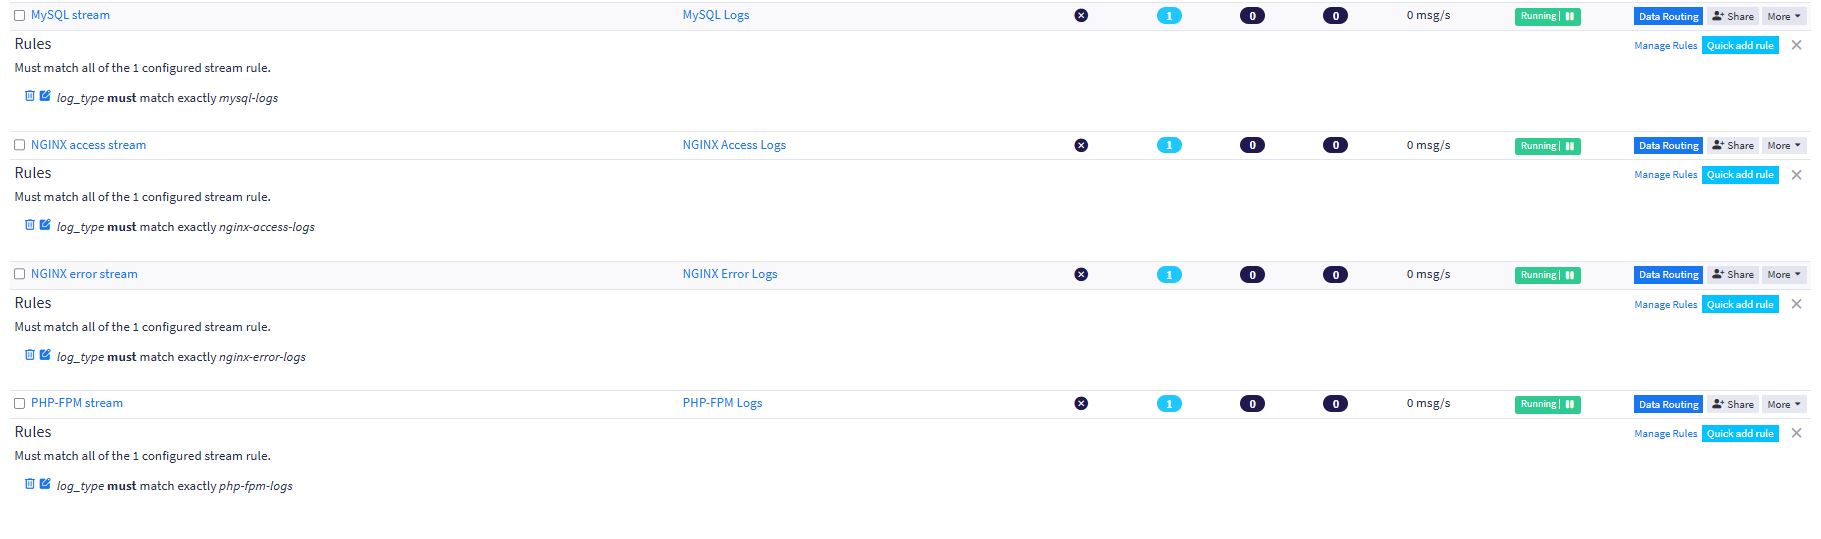 MySQL stream MySQL Logs 1 0 0 0 msg/s Running | Data Routing Share More
Rules Manage Rules Quick add rule
Must match all of the 1 configured stream rule.
log_type must match exactly mysql-logs
NGINX access stream NGINX Access Logs 1 0 0 0 msg/s Running | Data Routing Share More
Rules Manage Rules Quick add rule
Must match all of the 1 configured stream rule.
log_type must match exactly nginx-access-logs
NGINX error stream NGINX Error Logs 1 0 0 0 msg/s Running | Data Routing Share More
Rules Manage Rules Quick add rule
Must match all of the 1 configured stream rule.
log_type must match exactly nginx-error-logs
PHP-FPM stream PHP-FPM Logs 1 0 0 0 msg/s Running | Data Routing Share More
Rules Manage Rules Quick add rule
Must match all of the 1 configured stream rule.
log_type must match exactly php-fpm-logs